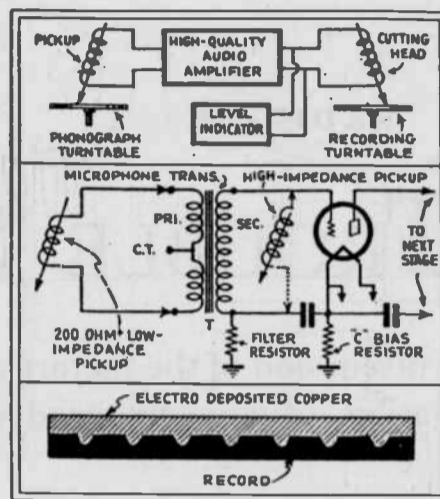 PICKUP
HIGH-QUALITY
AUDIO
AMPLIFIER
CUTTING
HEAD
LEVEL
INDICATOR
PHONOGRAPH
TURNTABLE
RECORDING
TURNTABLE
MICROPHONE TRANS.
HIGH-IMPEDANCE PICKUP
PRI.
SEC.
C.T.
TO
NEXT
STAGE
T
200 OHM LOW-
IMPEDANCE
PICKUP
FILTER
RESISTOR
"C" BIAS
RESISTOR
ELECTRO DEPOSITED COPPER
RECORD